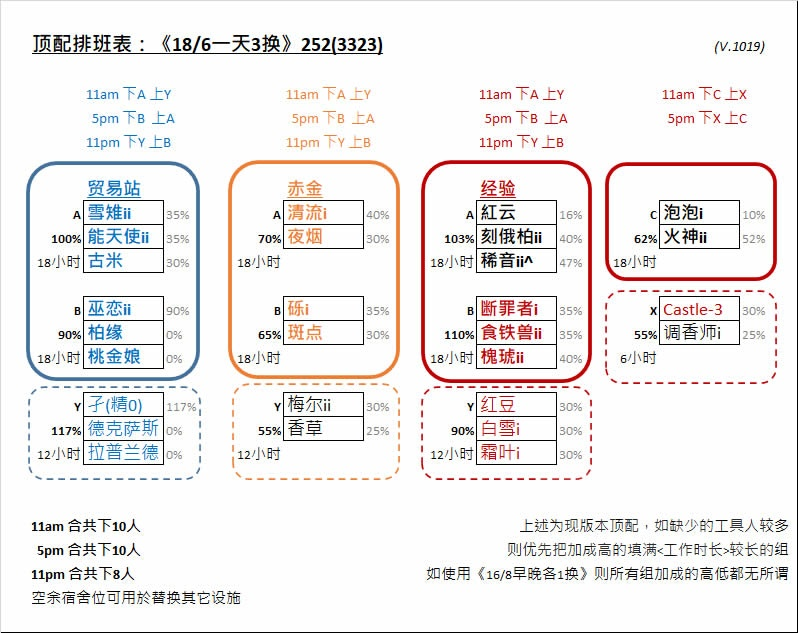 顶配排班表：《18/6一天3换》252(3323)
(V.1019)
11am 下A 上Y
5pm 下B 上A
11pm 下Y 上B
11am 下A 上Y
5pm 下B 上A
11pm 下Y 上B
11am 下A 上Y
5pm 下B 上A
11pm 下Y 上B
11am 下C 上X
5pm 下X 上C
贸易站
A 雪雉ii 35%
100% 能天使ii 35%
18小时 古米 30%
B 巫恋ii 90%
90% 柏缘 0%
18小时 桃金娘 0%
Y 孑(精0) 117%
117% 德克萨斯 0%
12小时 拉普兰德 0%
赤金
A 清流i 40%
70% 夜烟 30%
18小时
B 砾i 35%
65% 斑点 30%
18小时
Y 梅尔ii 30%
55% 香草 25%
12小时
经验
A 紅云 16%
103% 刻俄柏ii 40%
18小时 稀音ii^ 47%
B 断罪者i 35%
110% 食铁兽ii 35%
18小时 槐琥ii 40%
Y 红豆 30%
90% 白雪i 30%
12小时 霜叶i 30%
C 泡泡i 10%
62% 火神ii 52%
18小时
X Castle-3 30%
55% 调香师i 25%
6小时
11am 合共下10人
5pm 合共下10人
11pm 合共下8人
空余宿舍位可用於替换其它设施
上述为现版本顶配，如缺少的工具人较多
则优先把加成高的填满<工作时长>较长的组
如使用《16/8早晚各1换》则所有组加成的高低都无所谓